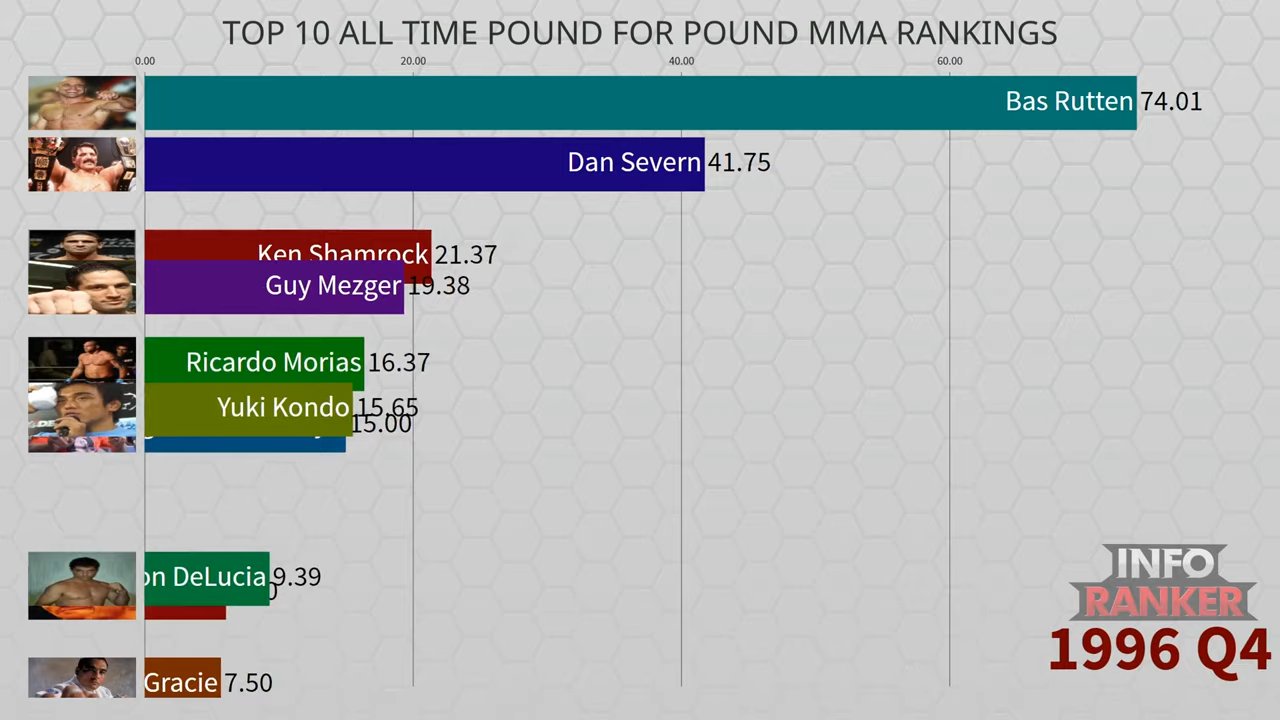 TOP 10 ALL TIME POUND FOR POUND MMA RANKINGS
0.00 20.00 40.00 60.00
Bas Rutten 74.01
Dan Severn 41.75
Ken Shamrock 21.37
Guy Mezger 19.38
Ricardo Morias 16.37
Yuki Kondo 15.65
15.00
on DeLucia 9.39
Gracie 7.50
INFO
RANKER
1996 Q4